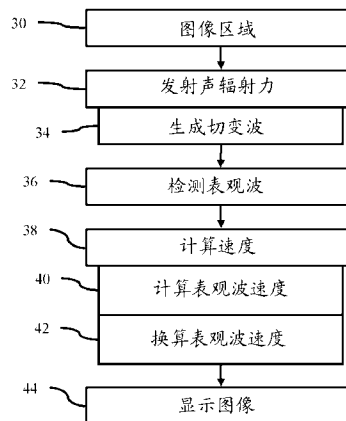 30 图像区域
32 发射声辐射力
34 生成切变波
36 检测表观波
38 计算速度
40 计算表观波速度
42 换算表观波速度
44 显示图像